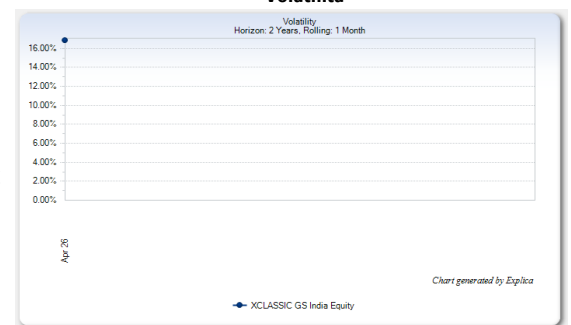 Volatility
Horizon: 2 Years, Rolling: 1 Month
16.00%
14.00%
12.00%
10.00%
8.00%
6.00%
4.00%
2.00%
0.00%
Apr 26
Chart generated by Explica
XCLASSIC GS India Equity